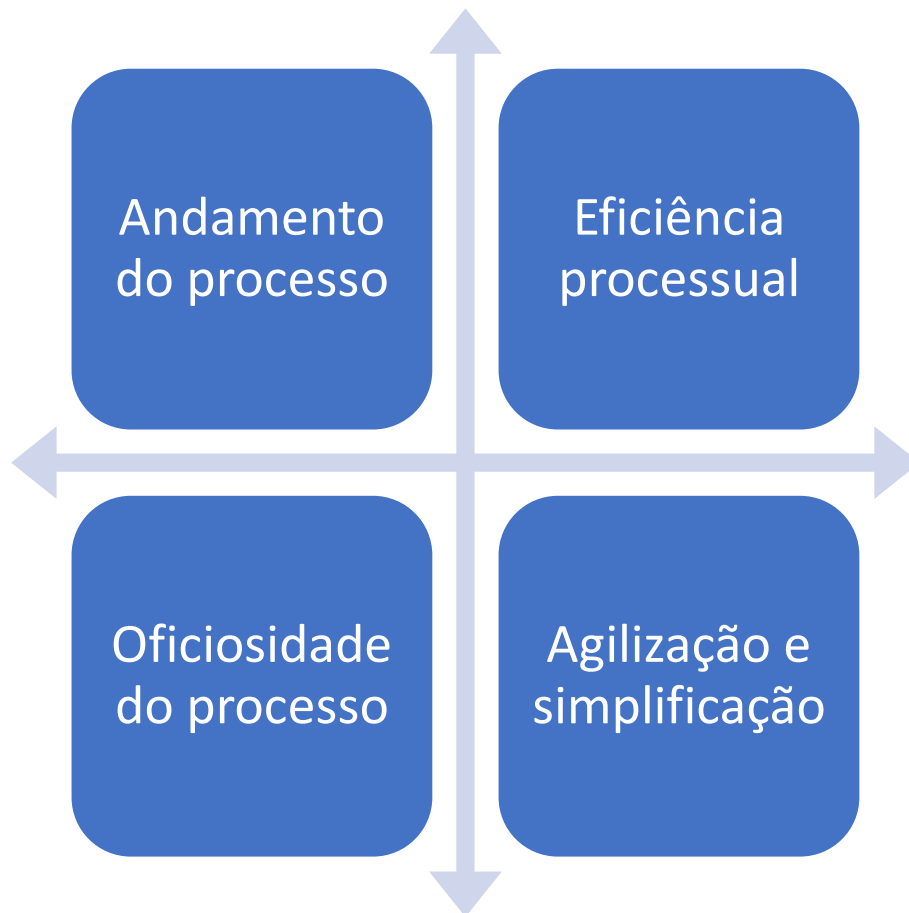 Andamento
do processo
Eficiência
processual
Oficiosidade
do processo
Agilização e
simplificação